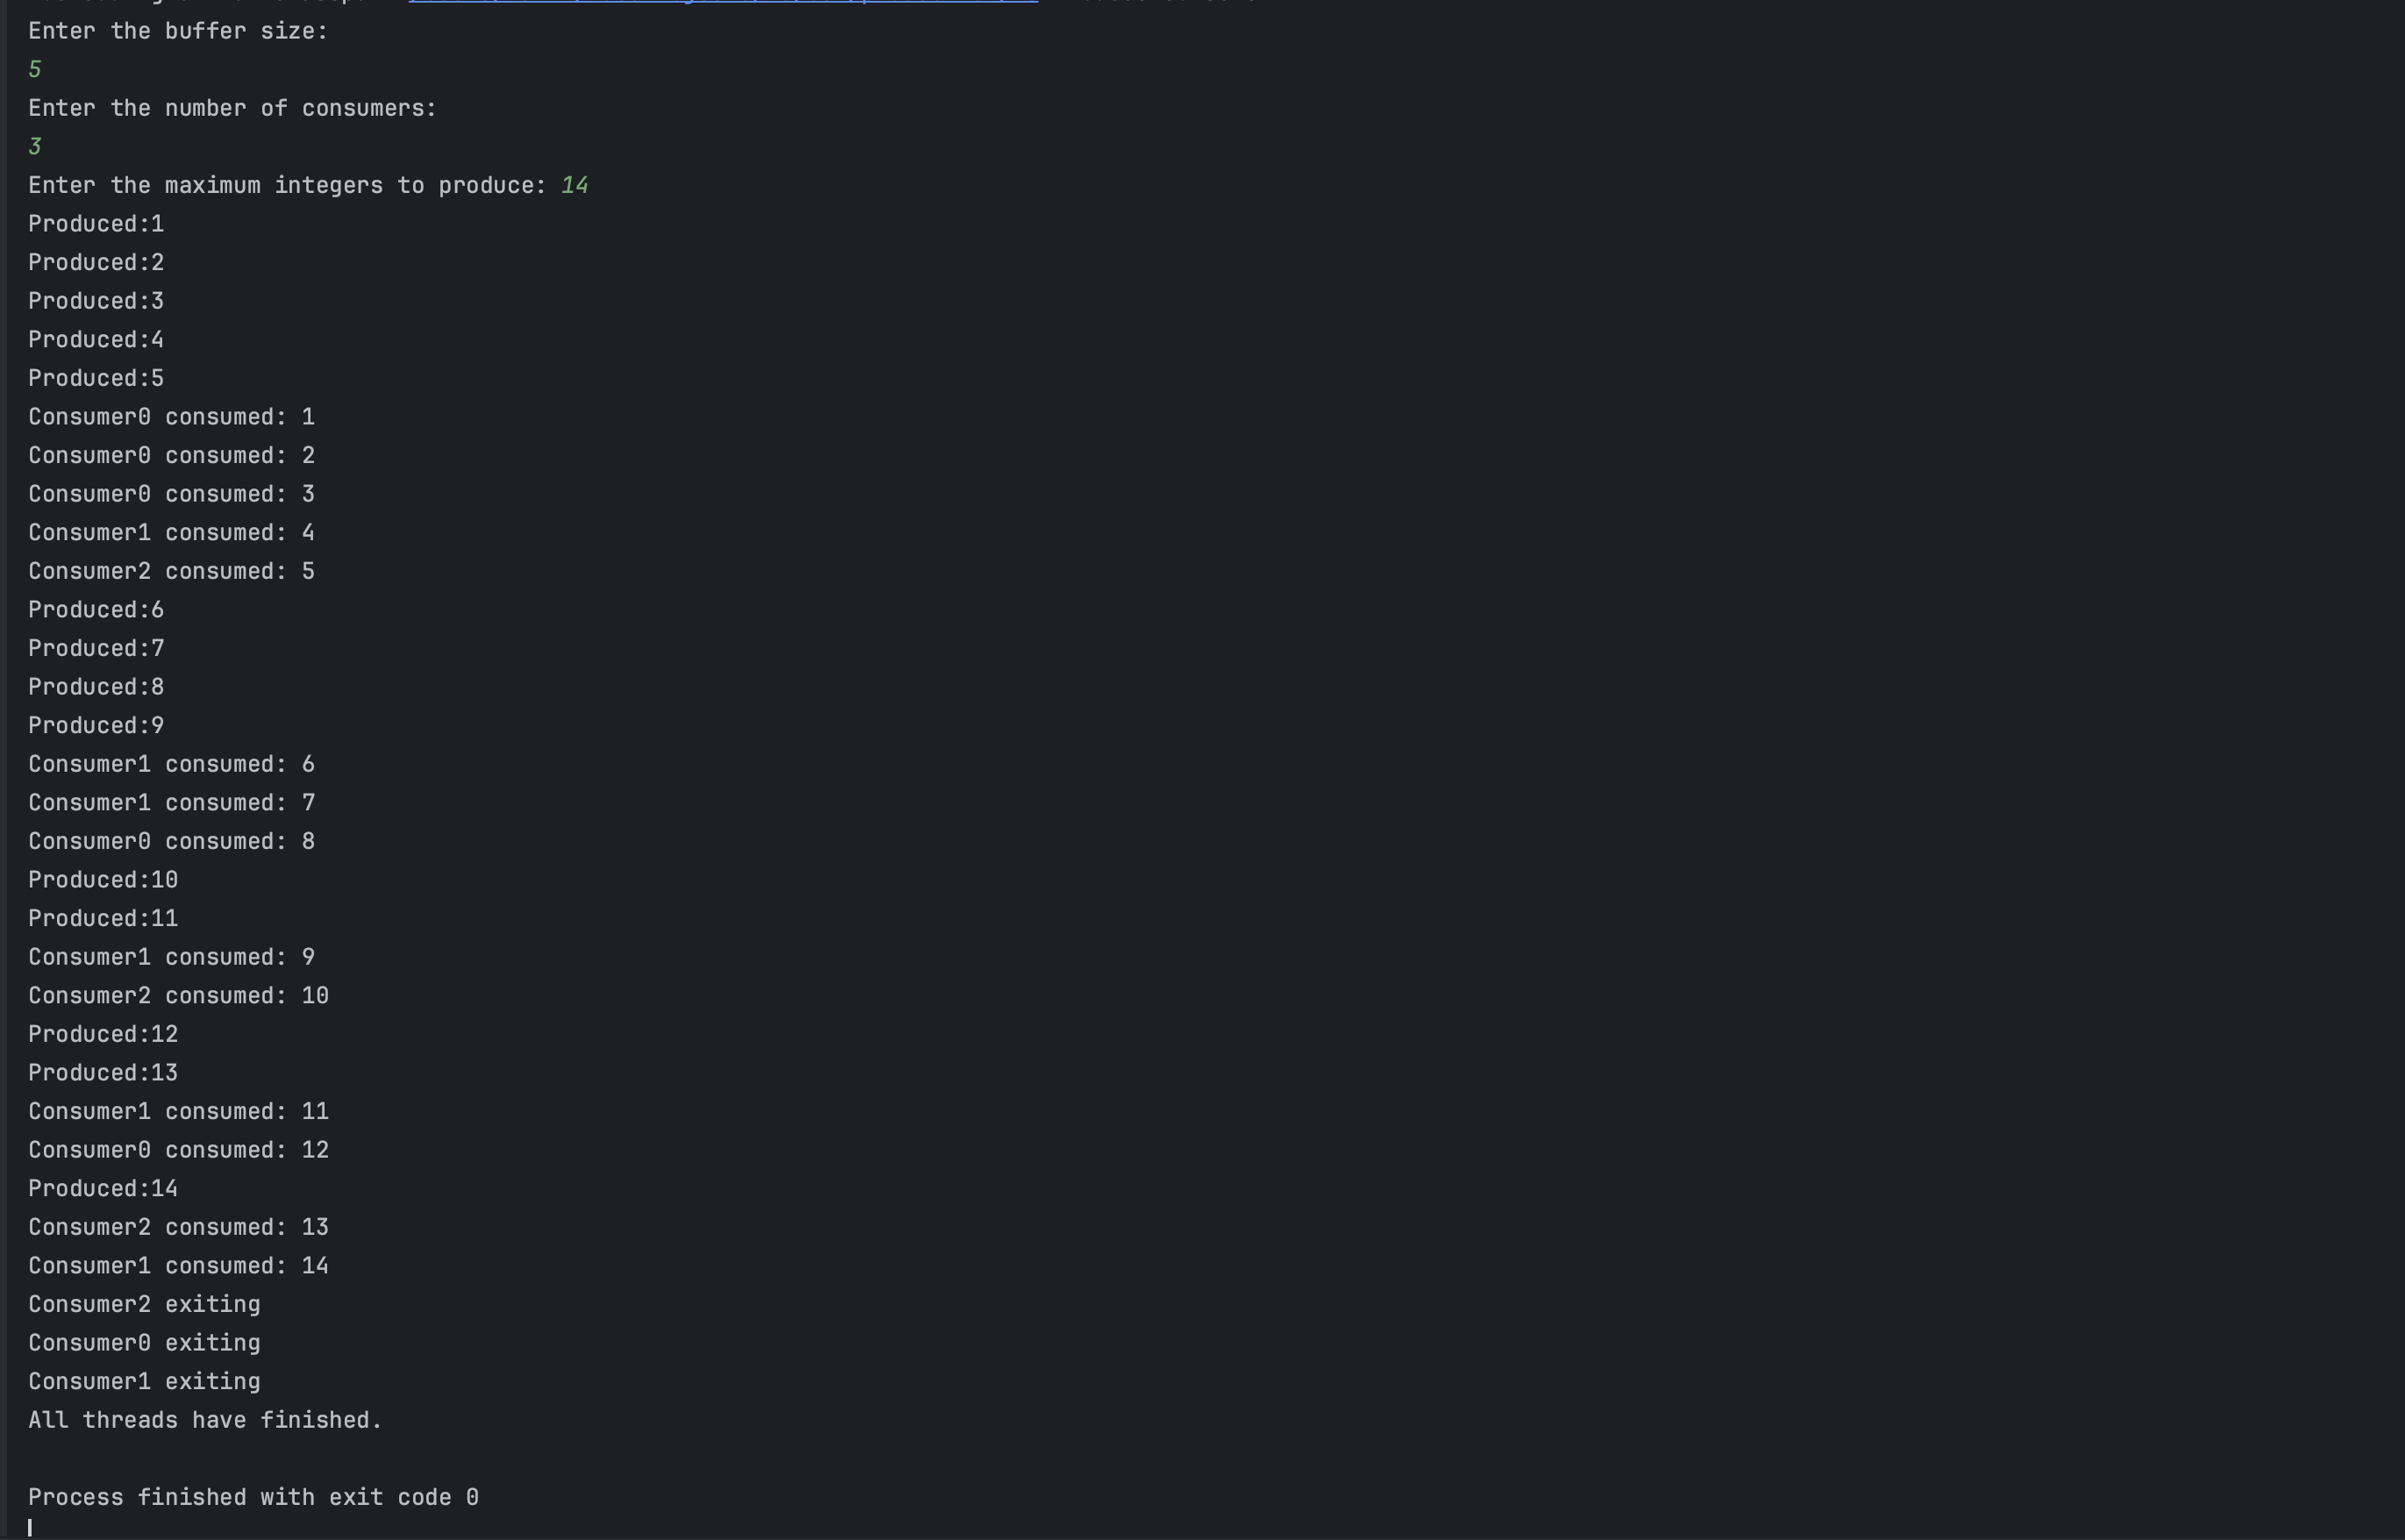 Enter the buffer size:
5
Enter the number of consumers:
3
Enter the maximum integers to produce: 14
Produced:1
Produced:2
Produced:3
Produced:4
Produced:5
Consumer0 consumed: 1
Consumer0 consumed: 2
Consumer0 consumed: 3
Consumer1 consumed: 4
Consumer2 consumed: 5
Produced:6
Produced:7
Produced:8
Produced:9
Consumer1 consumed: 6
Consumer1 consumed: 7
Consumer0 consumed: 8
Produced:10
Produced:11
Consumer1 consumed: 9
Consumer2 consumed: 10
Produced:12
Produced:13
Consumer1 consumed: 11
Consumer0 consumed: 12
Produced:14
Consumer2 consumed: 13
Consumer1 consumed: 14
Consumer2 exiting
Consumer0 exiting
Consumer1 exiting
All threads have finished.
Process finished with exit code 0